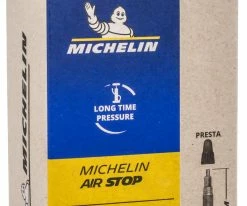 MICHELIN
LONG TIME
PRESSURE
PRESTA
MICHELIN
AIR STOP